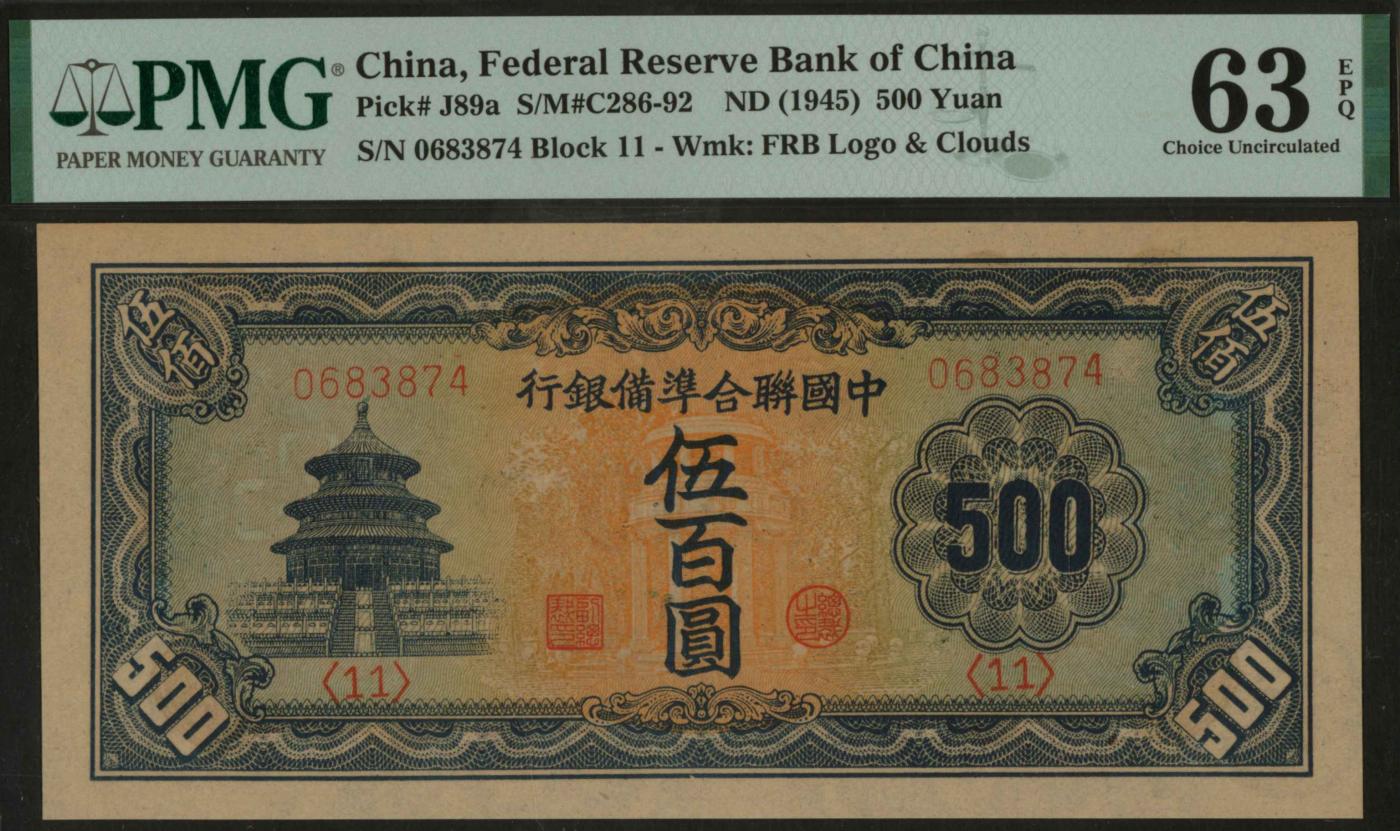 PMG®
PAPER MONEY GUARANTY
China, Federal Reserve Bank of China
Pick# J89a S/M#C286-92 ND (1945) 500 Yuan
S/N 0683874 Block 11 - Wmk: FRB Logo & Clouds
63
EPQ
Choice Uncirculated
伍佰
伍佰
0683874
0683874
行銀備準合聯國中
伍百圓
500
〈11〉
〈11〉
500
500